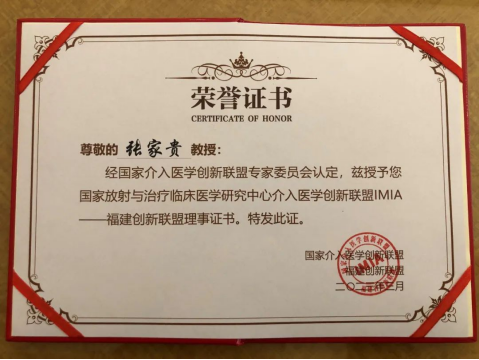 荣誉证书
CERTIFICATE OF HONOR
尊敬的 张家贵 教授：
经国家介入医学创新联盟专家委员会认定，兹授予您
国家放射与治疗临床医学研究中心介入医学创新联盟IMIA
——福建创新联盟理事证书。特发此证。
国家介入医学创新联盟
福建创新联盟
IMIA